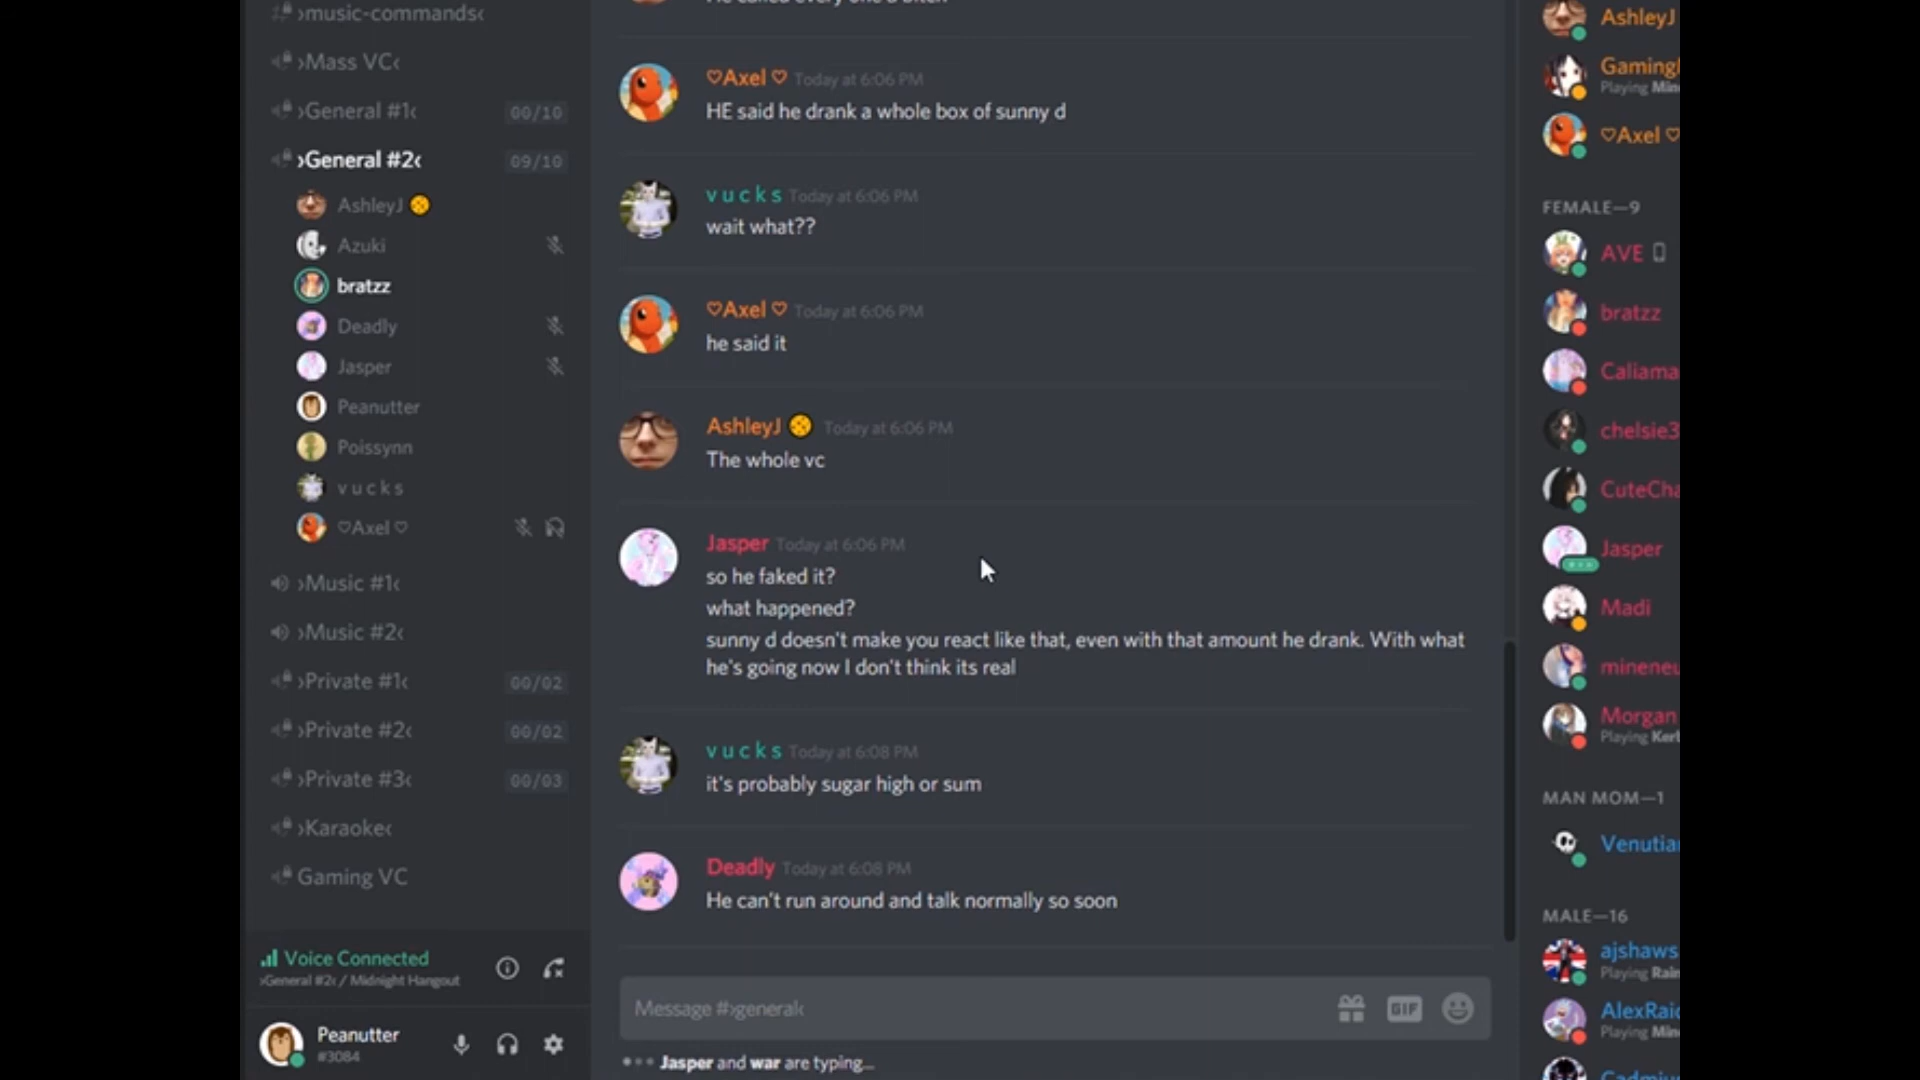 ›music-commands‹
›Mass VC‹
›General #1‹ 00/10
›General #2‹ 09/10
AshleyJ
Azuki
bratzz
Deadly
Jasper
Peanutter
Poissynn
v u c k s
♡Axel ♡
›Music #1‹
›Music #2‹
›Private #1‹ 00/02
›Private #2‹ 00/02
›Private #3‹ 00/03
›Karaoke‹
Gaming VC
Voice Connected
›General #2‹ / Midnight Hangout
Peanutter
#3084
♡Axel ♡ Today at 6:06 PM
HE said he drank a whole box of sunny d
v u c k s Today at 6:06 PM
wait what??
♡Axel ♡ Today at 6:06 PM
he said it
AshleyJ Today at 6:06 PM
The whole vc
Jasper Today at 6:06 PM
so he faked it?
what happened?
sunny d doesn't make you react like that, even with that amount he drank. With what
he's going now I don't think its real
v u c k s Today at 6:08 PM
it's probably sugar high or sum
Deadly Today at 6:08 PM
He can't run around and talk normally so soon
Message #›general‹
GIF
Jasper and war are typing...
AshleyJ
Gaming
Playing Min
♡Axel ♡
FEMALE—9
AVE
bratzz
Caliama
chelsie3
CuteCha
Jasper
Madi
mineneu
Morgan
Playing Kerb
MAN MOM—1
Venutia
MALE—16
ajshaws
Playing Rain
AlexRaid
Playing Mine